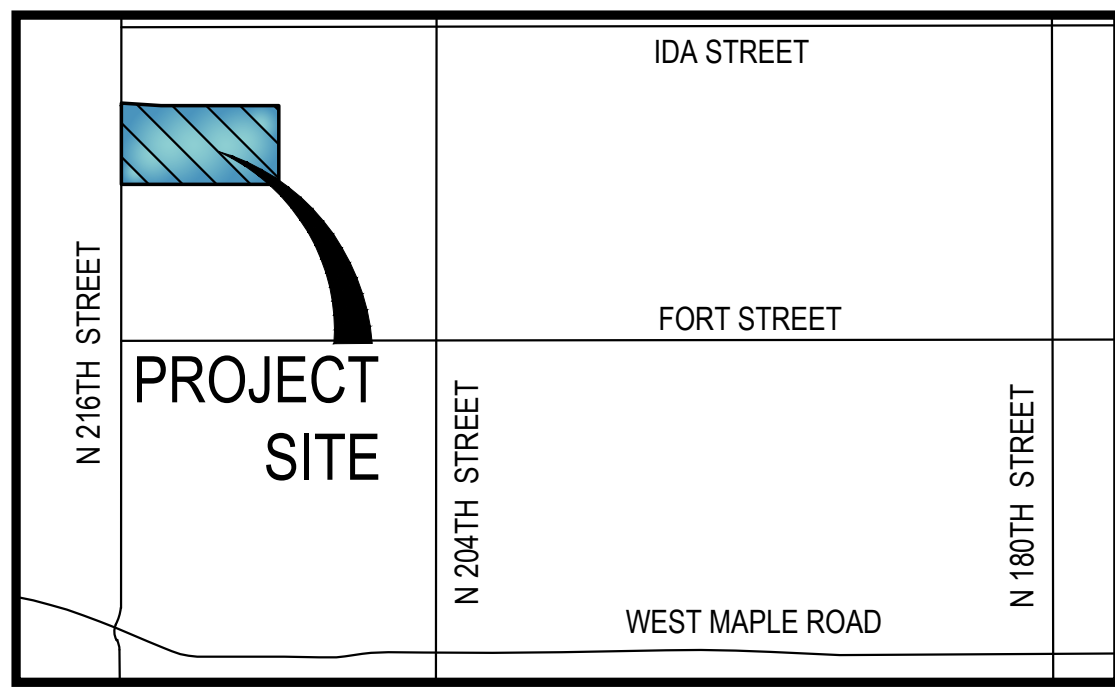 IDA STREET
N 216TH STREET
FORT STREET
PROJECT
SITE
N 204TH STREET
N 180TH STREET
WEST MAPLE ROAD